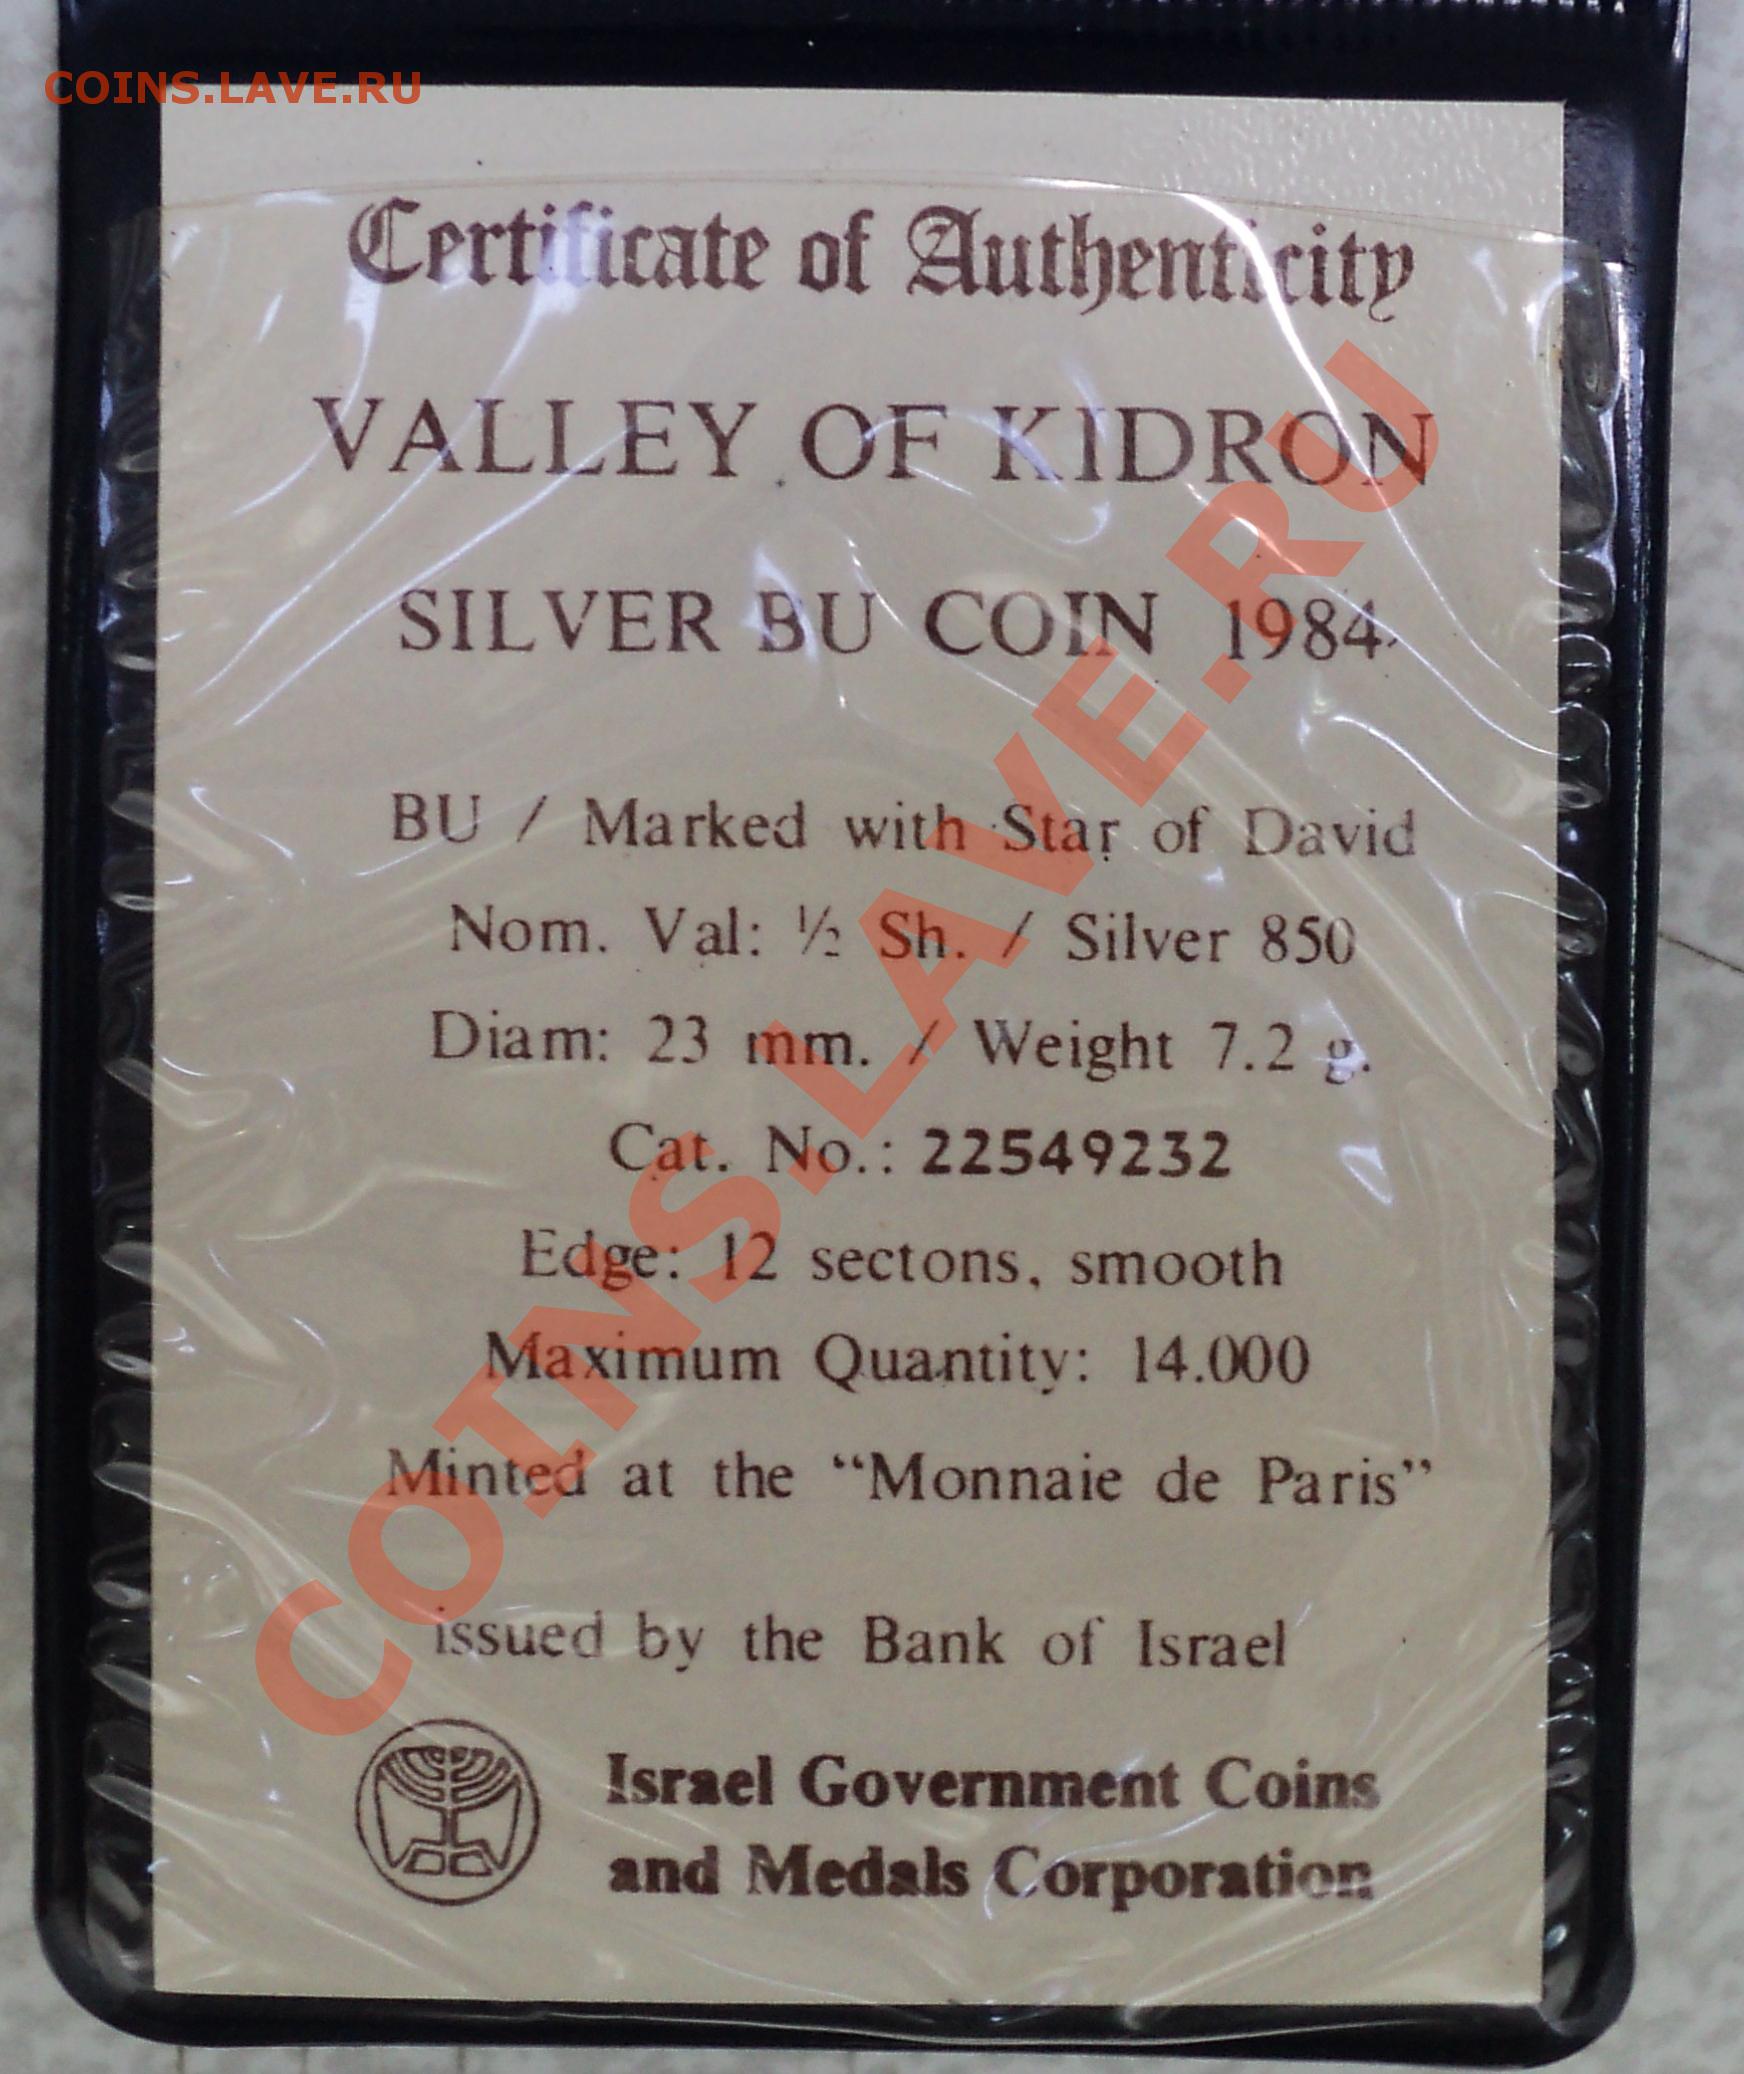 COINS.LAVE.RU
Certificate of Authenticity
VALLEY OF KIDRON
SILVER BU COIN 1984
BU / Marked with Star of David
Nom. Val: ½ Sh. / Silver 850
Diam: 23 mm. / Weight 7.2 g.
Cat. No.: 22549232
Edge: 12 sectons, smooth
Maximum Quantity: 14.000
Minted at the “Monnaie de Paris”
issued by the Bank of Israel
Israel Government Coins
and Medals Corporation
COINS.LAVE.RU